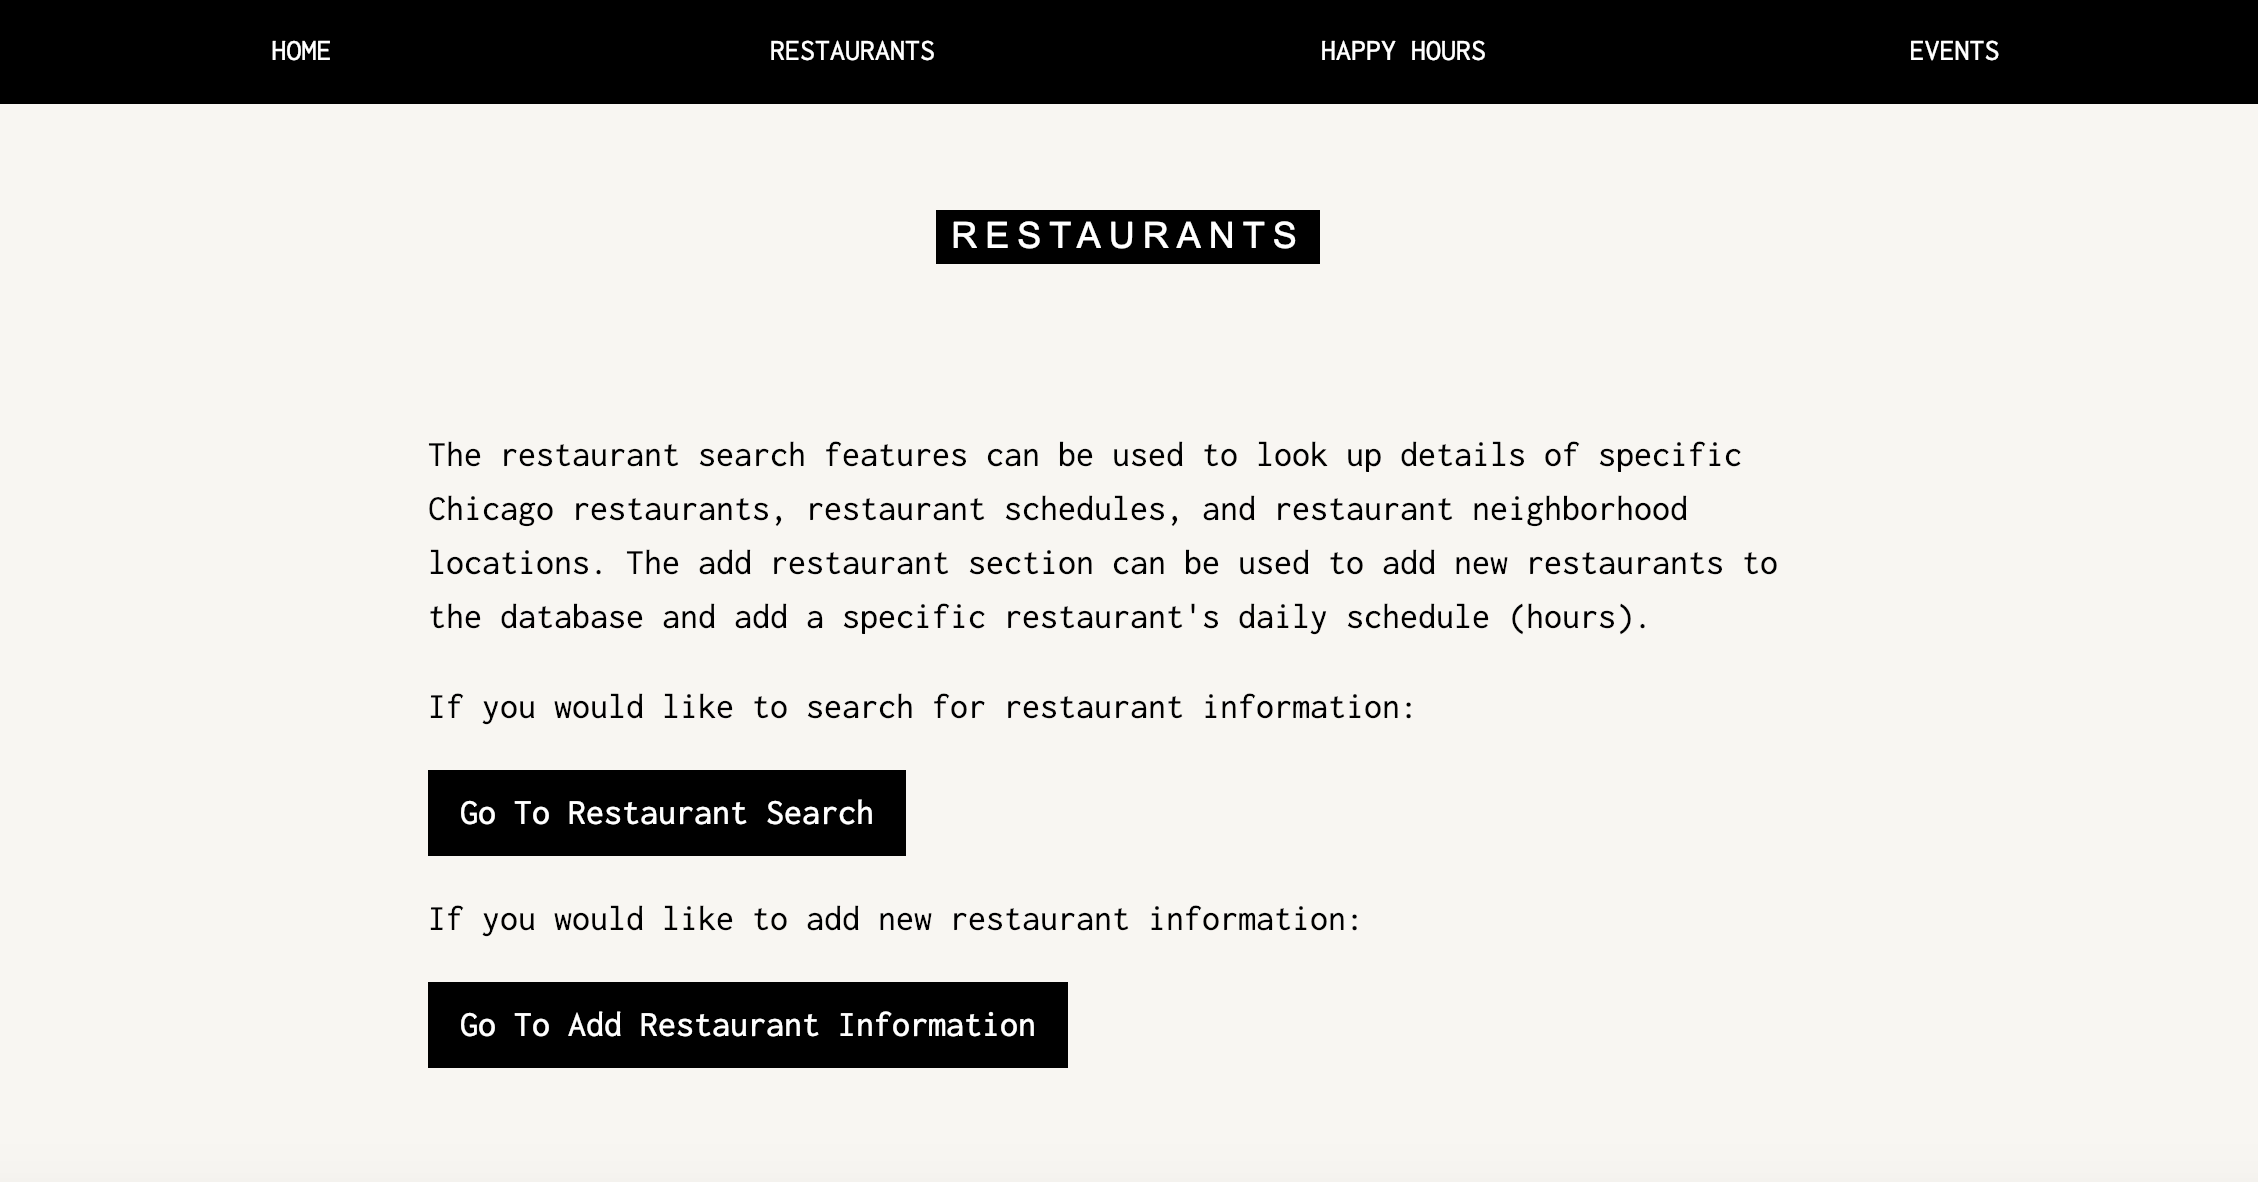 HOME RESTAURANTS HAPPY HOURS EVENTS
RESTAURANTS
The restaurant search features can be used to look up details of specific
Chicago restaurants, restaurant schedules, and restaurant neighborhood
locations. The add restaurant section can be used to add new restaurants to
the database and add a specific restaurant's daily schedule (hours).
If you would like to search for restaurant information:
Go To Restaurant Search
If you would like to add new restaurant information:
Go To Add Restaurant Information